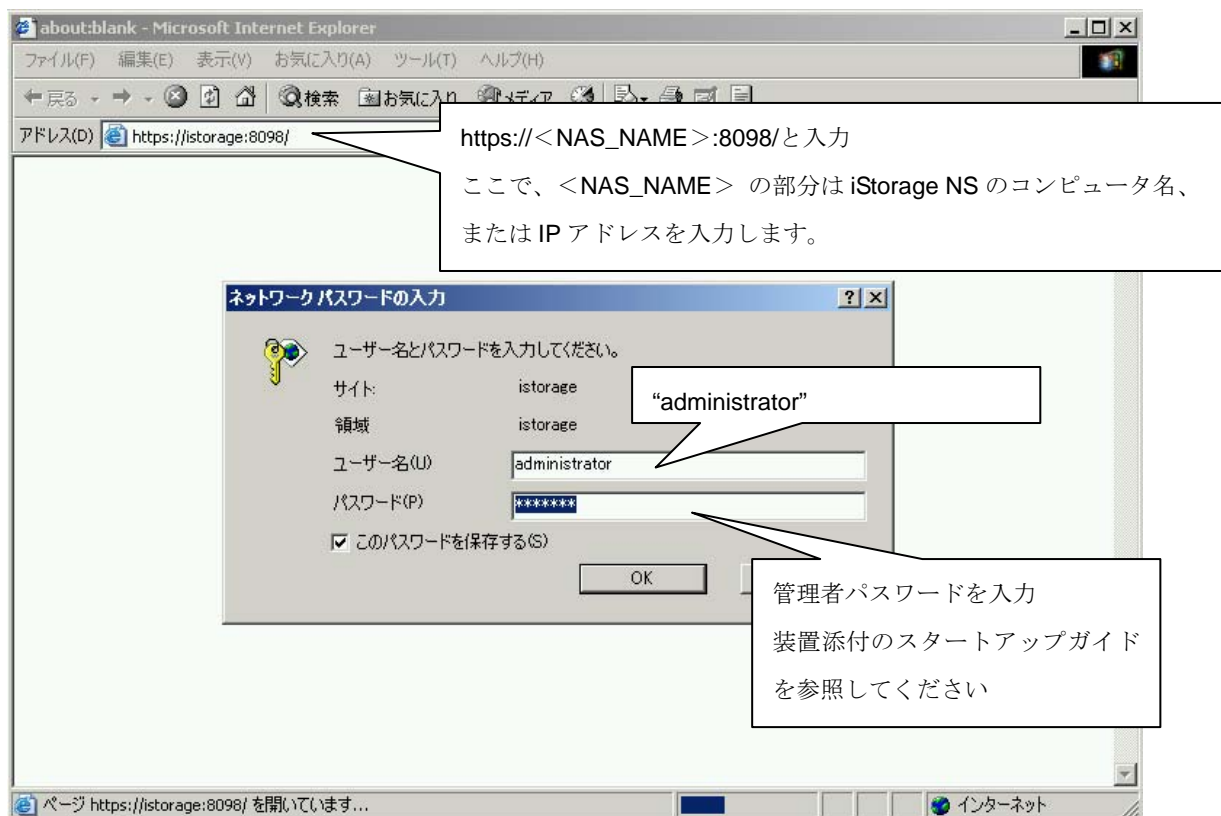 about:blank - Microsoft Internet Explorer
ファイル(F) 編集(E) 表示(V) お気に入り(A) ツール(T) ヘルプ(H)
戻る 検索 お気に入り メディア
アドレス(D) https://istorage:8098/
https://＜NAS_NAME＞:8098/と入力
ここで、＜NAS_NAME＞ の部分は iStorage NS のコンピュータ名、
または IP アドレスを入力します。
ネットワーク パスワードの入力
ユーザー名とパスワードを入力してください。
サイト: istorage
“administrator”
領域 istorage
ユーザー名(U) administrator
パスワード(P) *******
このパスワードを保存する(S)
OK
管理者パスワードを入力
装置添付のスタートアップガイド
を参照してください
ページ https://istorage:8098/ を開いています... インターネット